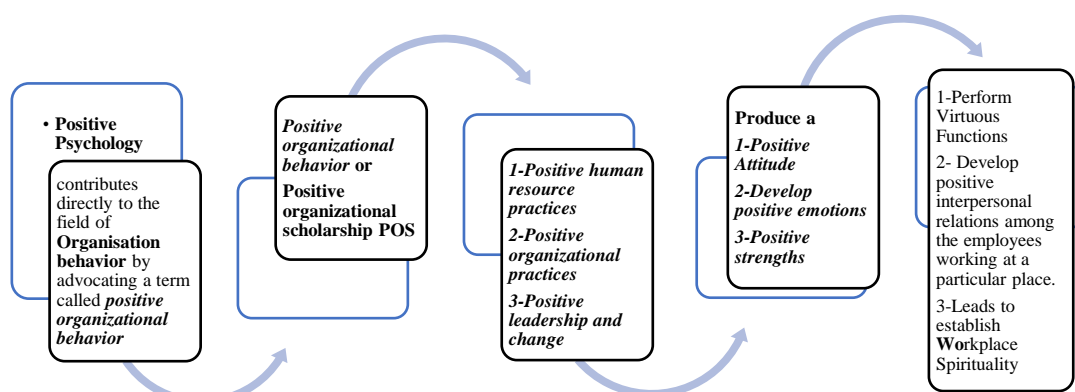 • Positive
Psychology
contributes
directly to the
field of
Organisation
behavior by
advocating a term
called positive
organizational
behavior
Positive
organizational
behavior or
Positive
organizational
scholarship POS
1-Positive human
resource
practices
2-Positive
organizational
practices
3-Positive
leadership and
change
Produce a
1-Positive
Attitude
2-Develop
positive emotions
3-Positive
strengths
1-Perform
Virtuous
Functions
2- Develop
positive
interpersonal
relations among
the employees
working at a
particular place.
3-Leads to
establish
Workplace
Spirituality